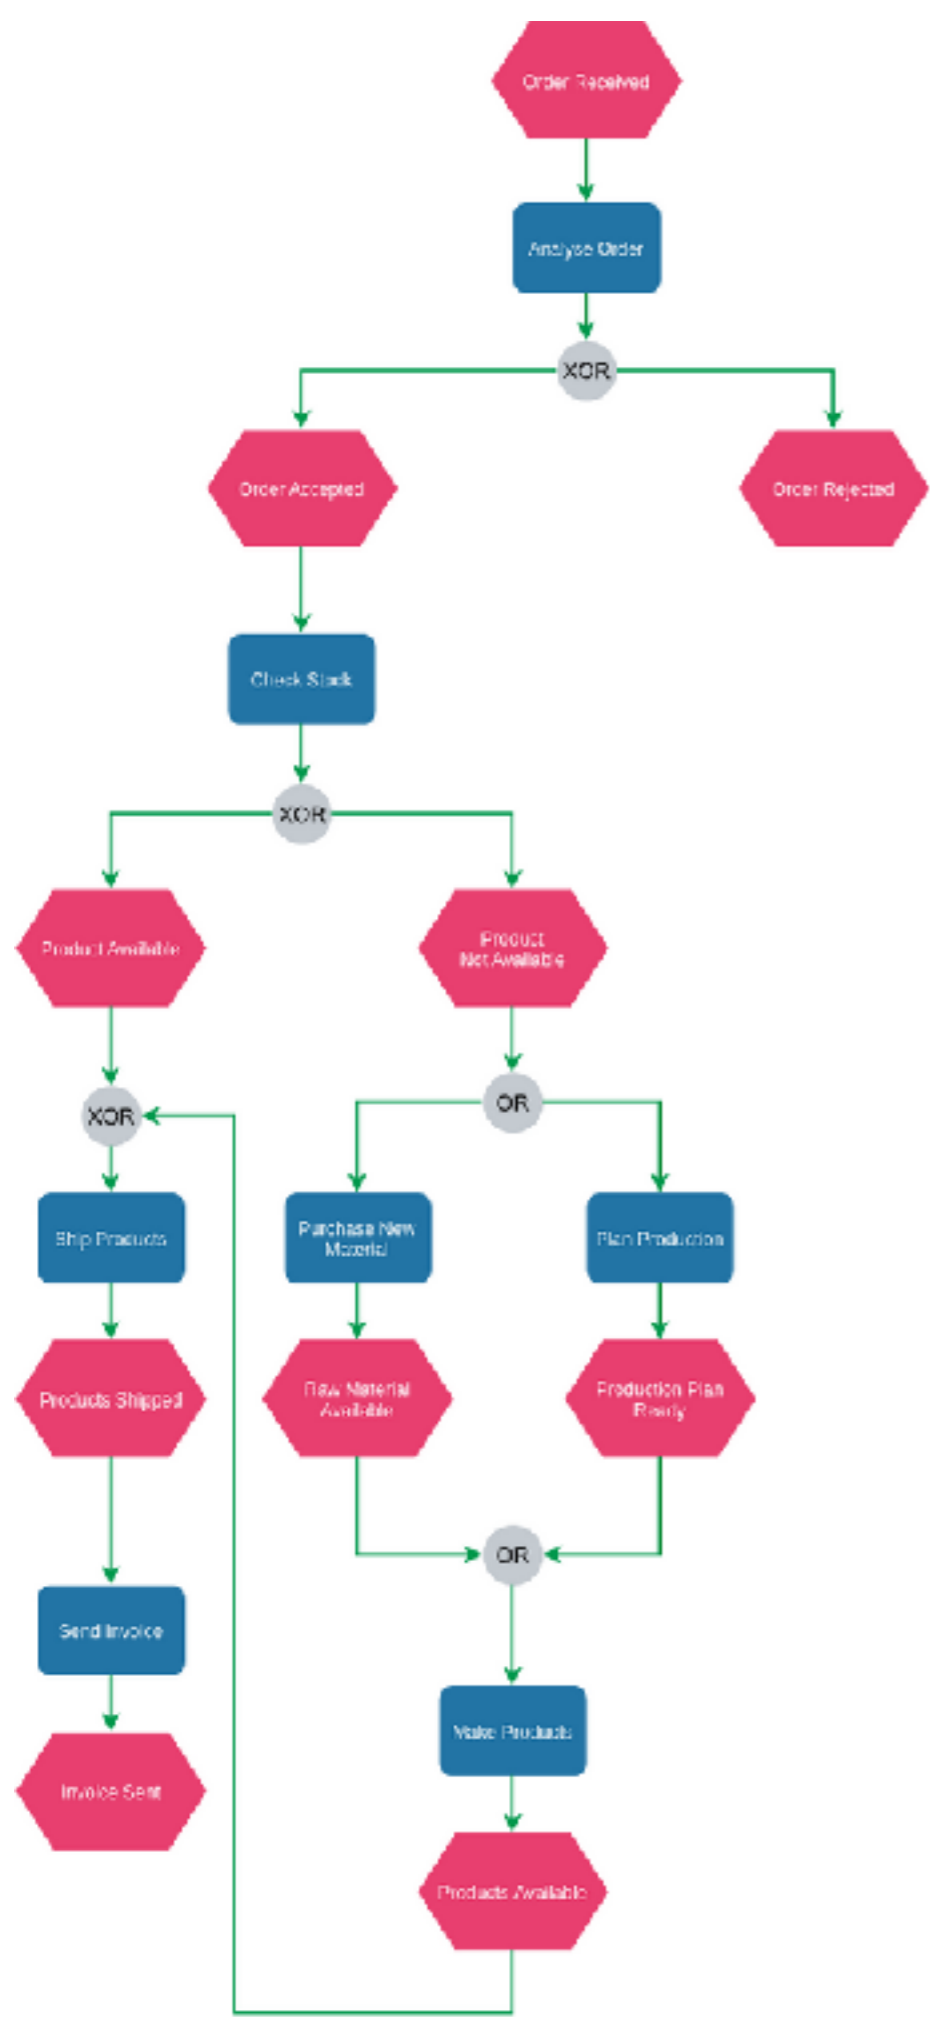 Order Received
Analyse Order
XOR
Order Accepted
Order Rejected
Check Stock
XOR
Product Available
Product
Not Available
OR
XOR
Purchase New
Material
Plan Production
Ship Products
Raw Material
Available
Production Plan
Ready
Products Shipped
OR
Send Invoice
Make Products
Invoice Sent
Products Available